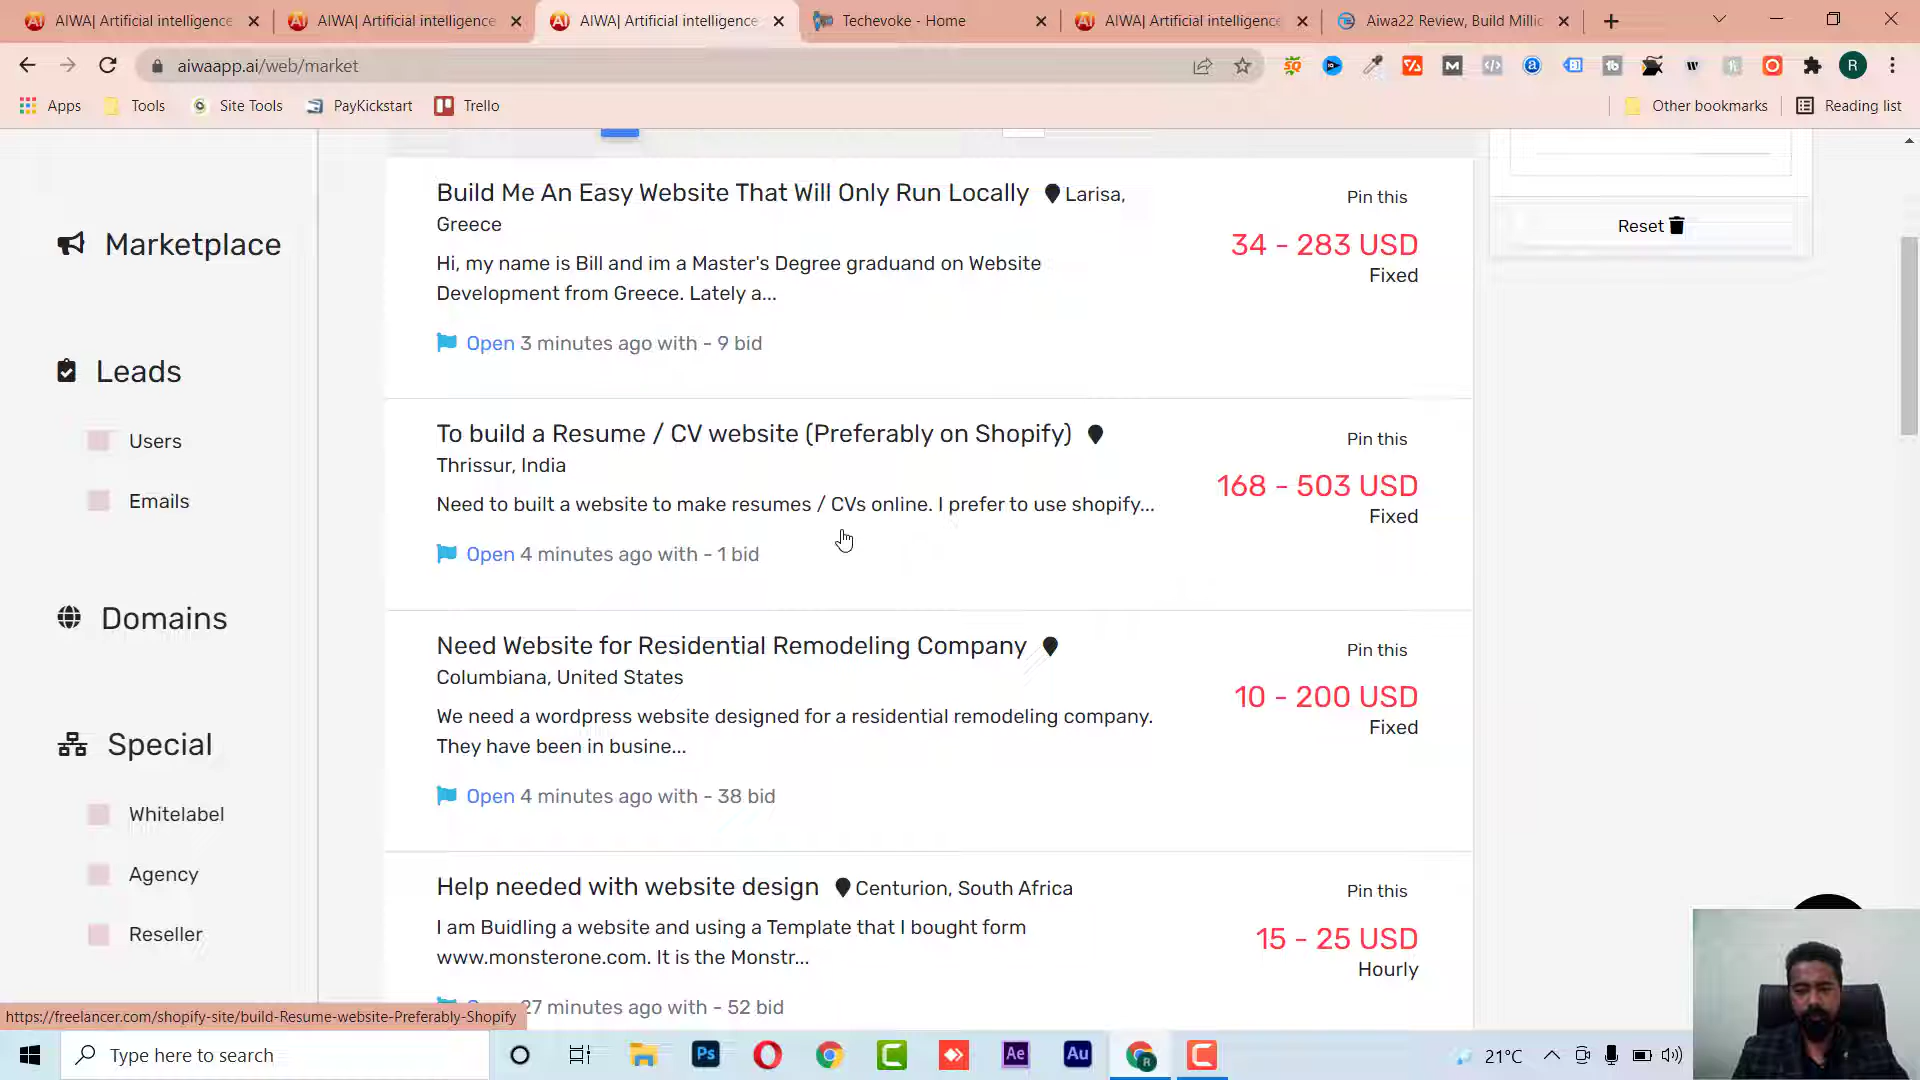 AIWA| Artificial intelligence
AIWA| Artificial intelligence
AIWA| Artificial intelligence
Techevoke - Home
AIWA| Artificial intelligence
Aiwa22 Review, Build Milli
aiwaapp.ai/web/market
Apps
Tools
Site Tools
PayKickstart
Trello
Other bookmarks
Reading list
Marketplace
Leads
Users
Emails
Domains
Special
Whitelabel
Agency
Reseller
Build Me An Easy Website That Will Only Run Locally Larisa,
Greece
Hi, my name is Bill and im a Master's Degree graduand on Website
Development from Greece. Lately a...
Open 3 minutes ago with - 9 bid
Pin this
34 - 283 USD
Fixed
To build a Resume / CV website (Preferably on Shopify)
Thrissur, India
Need to built a website to make resumes / CVs online. I prefer to use shopify...
Open 4 minutes ago with - 1 bid
Pin this
168 - 503 USD
Fixed
Need Website for Residential Remodeling Company
Columbiana, United States
We need a wordpress website designed for a residential remodeling company.
They have been in busine...
Open 4 minutes ago with - 38 bid
Pin this
10 - 200 USD
Fixed
Help needed with website design Centurion, South Africa
I am Buidling a website and using a Template that I bought form
www.monsterone.com. It is the Monstr...
27 minutes ago with - 52 bid
Pin this
15 - 25 USD
Hourly
Reset
https://freelancer.com/shopify-site/build-Resume-website-Preferably-Shopify
Type here to search
21°C